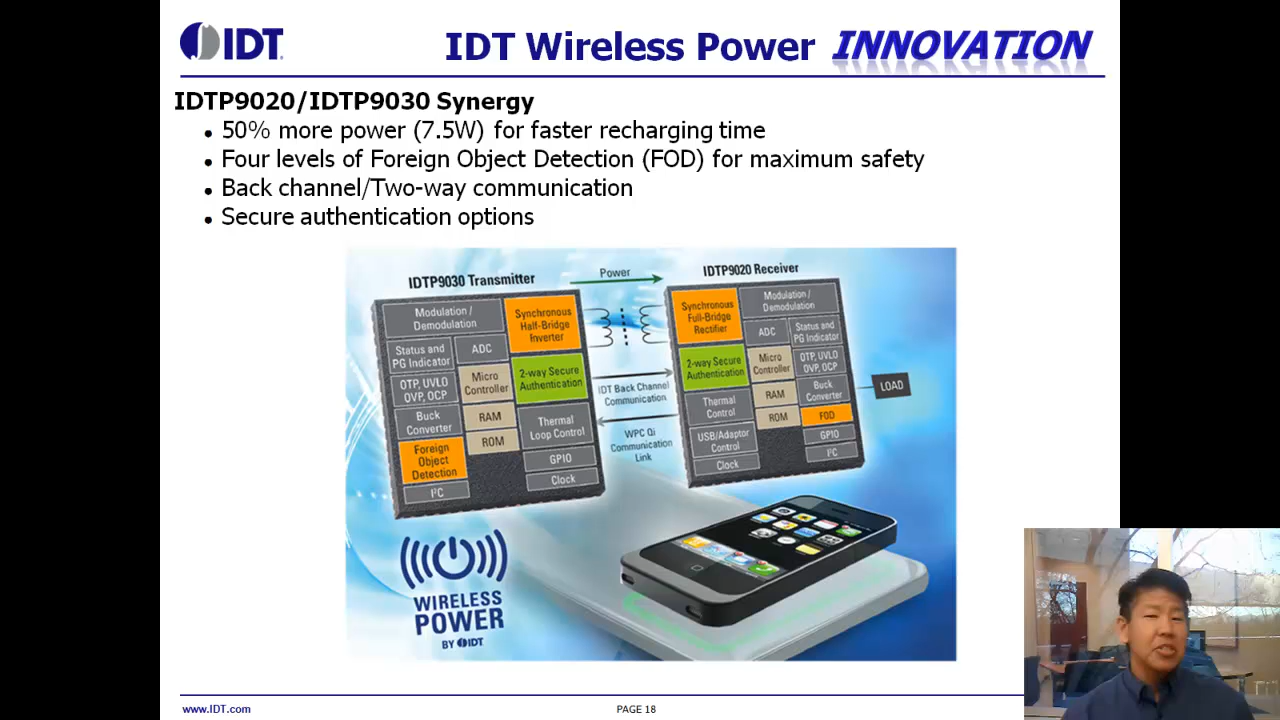 IDT
IDT Wireless Power INNOVATION
IDTP9020/IDTP9030 Synergy
• 50% more power (7.5W) for faster recharging time
• Four levels of Foreign Object Detection (FOD) for maximum safety
• Back channel/Two-way communication
• Secure authentication options
IDTP9030 Transmitter
Modulation /
Demodulation
Synchronous
Half-Bridge
Inverter
Status and
PG Indicator
ADC
OTP, UVLO
OVP, OCP
Micro
Controller
2-way Secure
Authentication
Buck
Converter
RAM
ROM
Thermal
Loop Control
Foreign
Object
Detection
GPIO
I²C
Clock
Power
IDT Back Channel
Communication
WPC Qi
Communication
Link
IDTP9020 Receiver
Synchronous
Full-Bridge
Rectifier
Modulation /
Demodulation
ADC
Status and
PG Indicator
2-way Secure
Authentication
Micro
Controller
OTP, UVLO
OVP, OCP
Thermal
Control
RAM
Buck
Converter
ROM
FOD
USB/Adaptor
Control
GPIO
Clock
I²C
LOAD
WIRELESS
POWER
BY IDT
www.IDT.com
PAGE 18